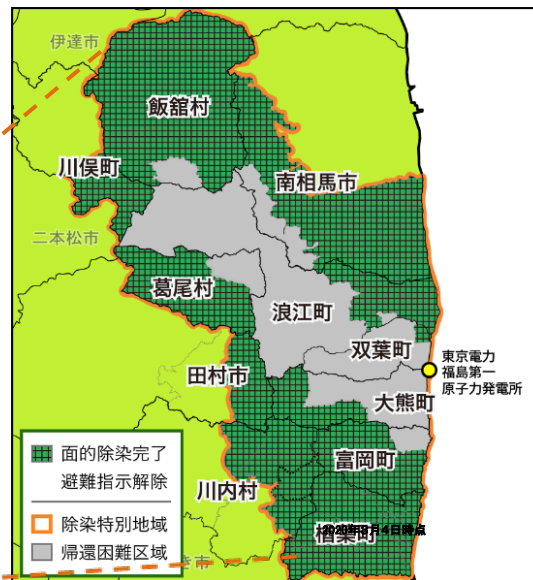 伊達市
飯舘村
川俣町
南相馬市
二本松市
葛尾村
浪江町
双葉町
東京電力
福島第一
原子力発電所
田村市
大熊町
面的除染完了
避難指示解除
富岡町
川内村
除染特別地域
楢葉町
帰還困難区域
き市